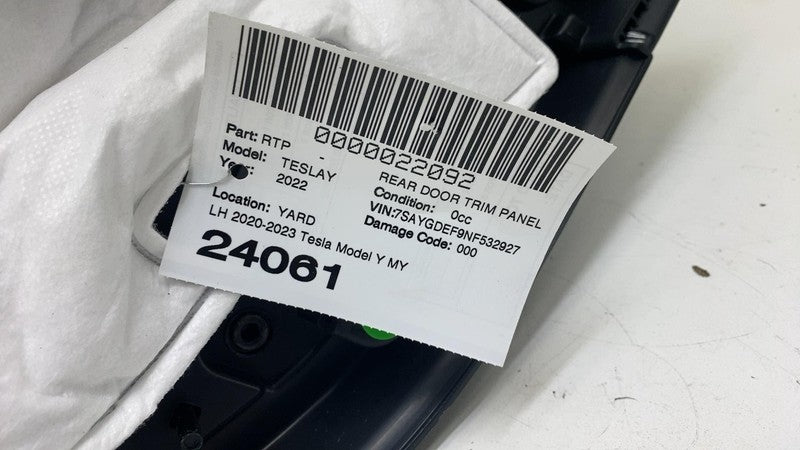 0000022092
Part: RTP - REAR DOOR TRIM PANEL
Model: TESLAY Condition: 0cc
Year: 2022 VIN:7SAYGDEF9NF532927
Location: YARD Damage Code: 000
LH 2020-2023 Tesla Model Y MY
24061